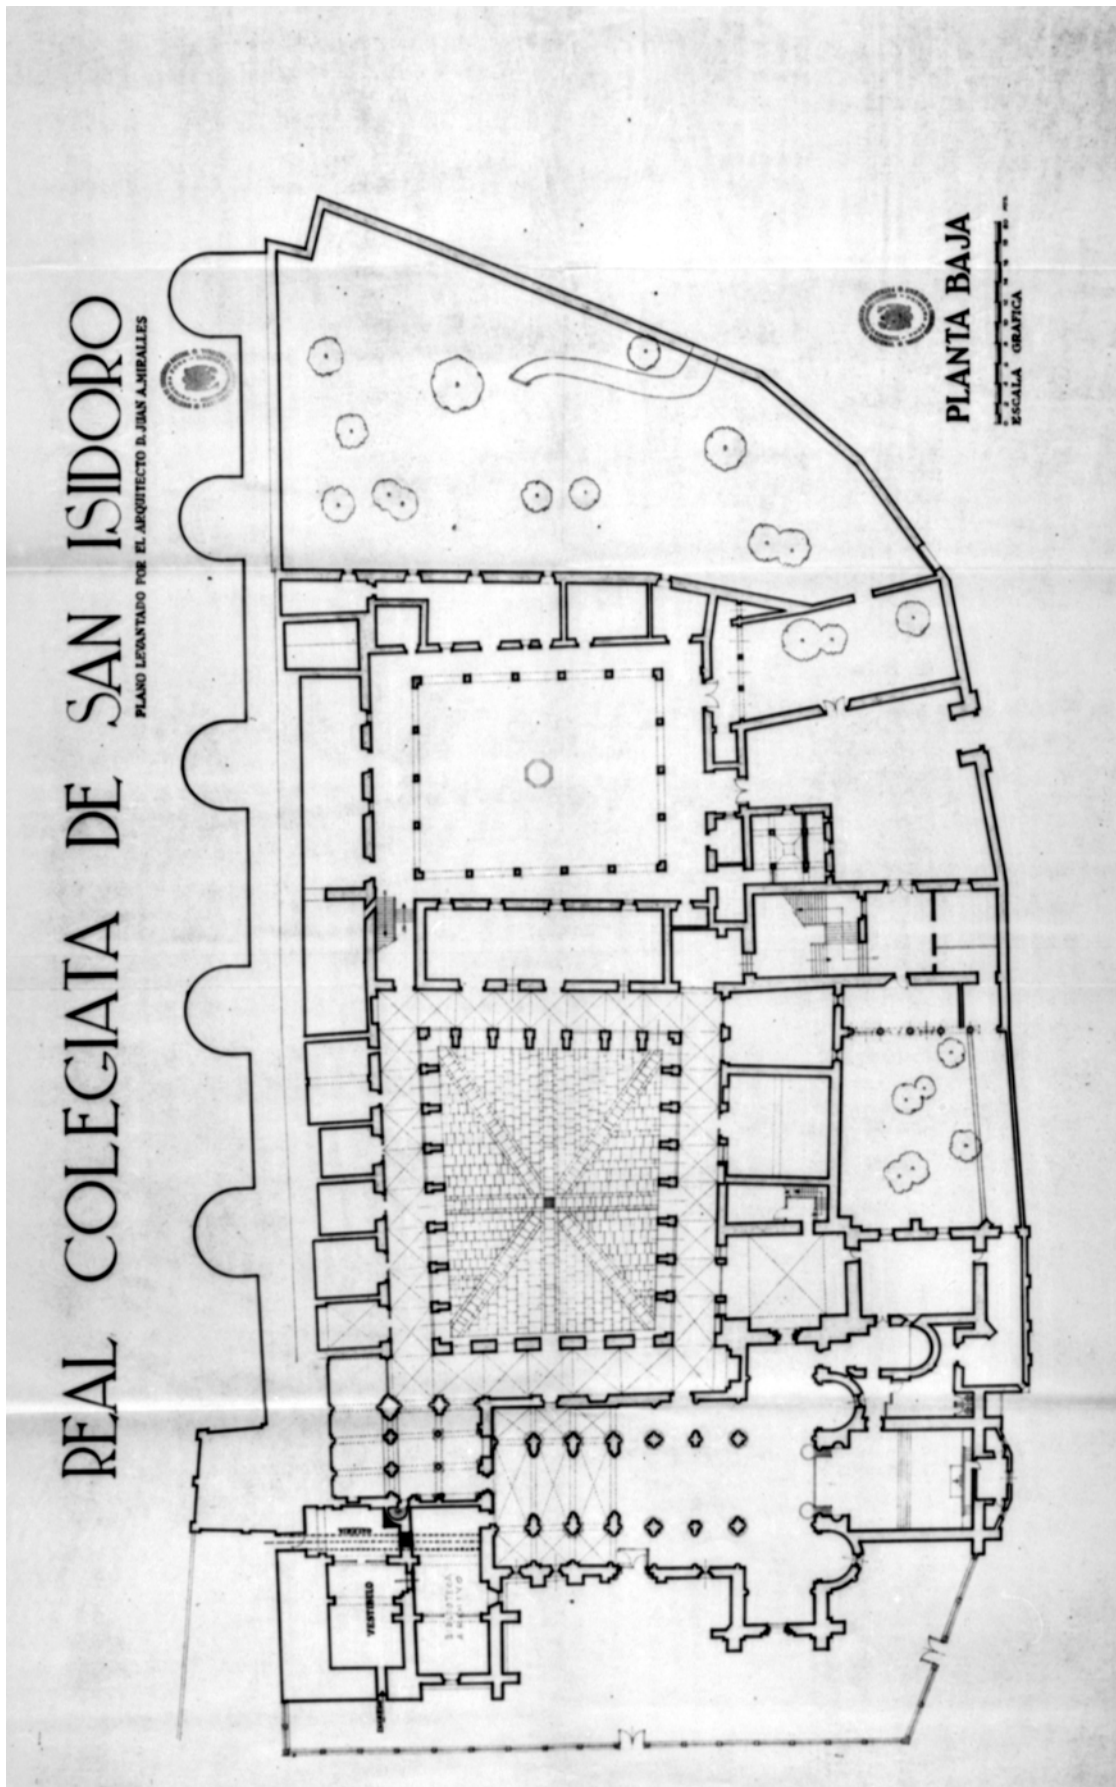 REAL COLEGIATA DE SAN ISIDORO
PLANO LEVANTADO POR EL ARQUITECTO D. JUAN A. MIRALLES
PLANTA BAJA
ESCALA GRAFICA
VESTIBULO